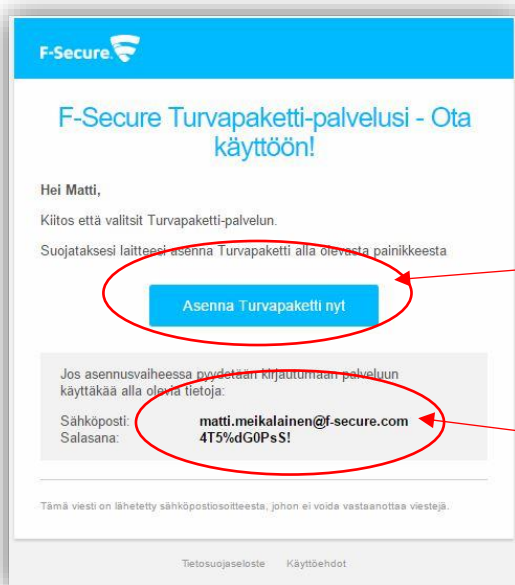 F-Secure
F-Secure Turvapaketti-palvelusi - Ota
käyttöön!
Hei Matti,
Kiitos että valitsit Turvapaketti-palvelun.
Suojataksesi laitteesi asenna Turvapaketti alla olevasta painikkeesta
Asenna Turvapaketti nyt
Jos asennusvaiheessa pyydetään kirjautumaan palveluun
käyttäkää alla olevia tietoja:
Sähköposti: matti.meikalainen@f-secure.com
Salasana: 4T5%dG0PsS!
Tämä viesti on lähetetty sähköpostiosoitteesta, johon ei voida vastaanottaa viestejä.
Tietosuojaseloste Käyttöehdot